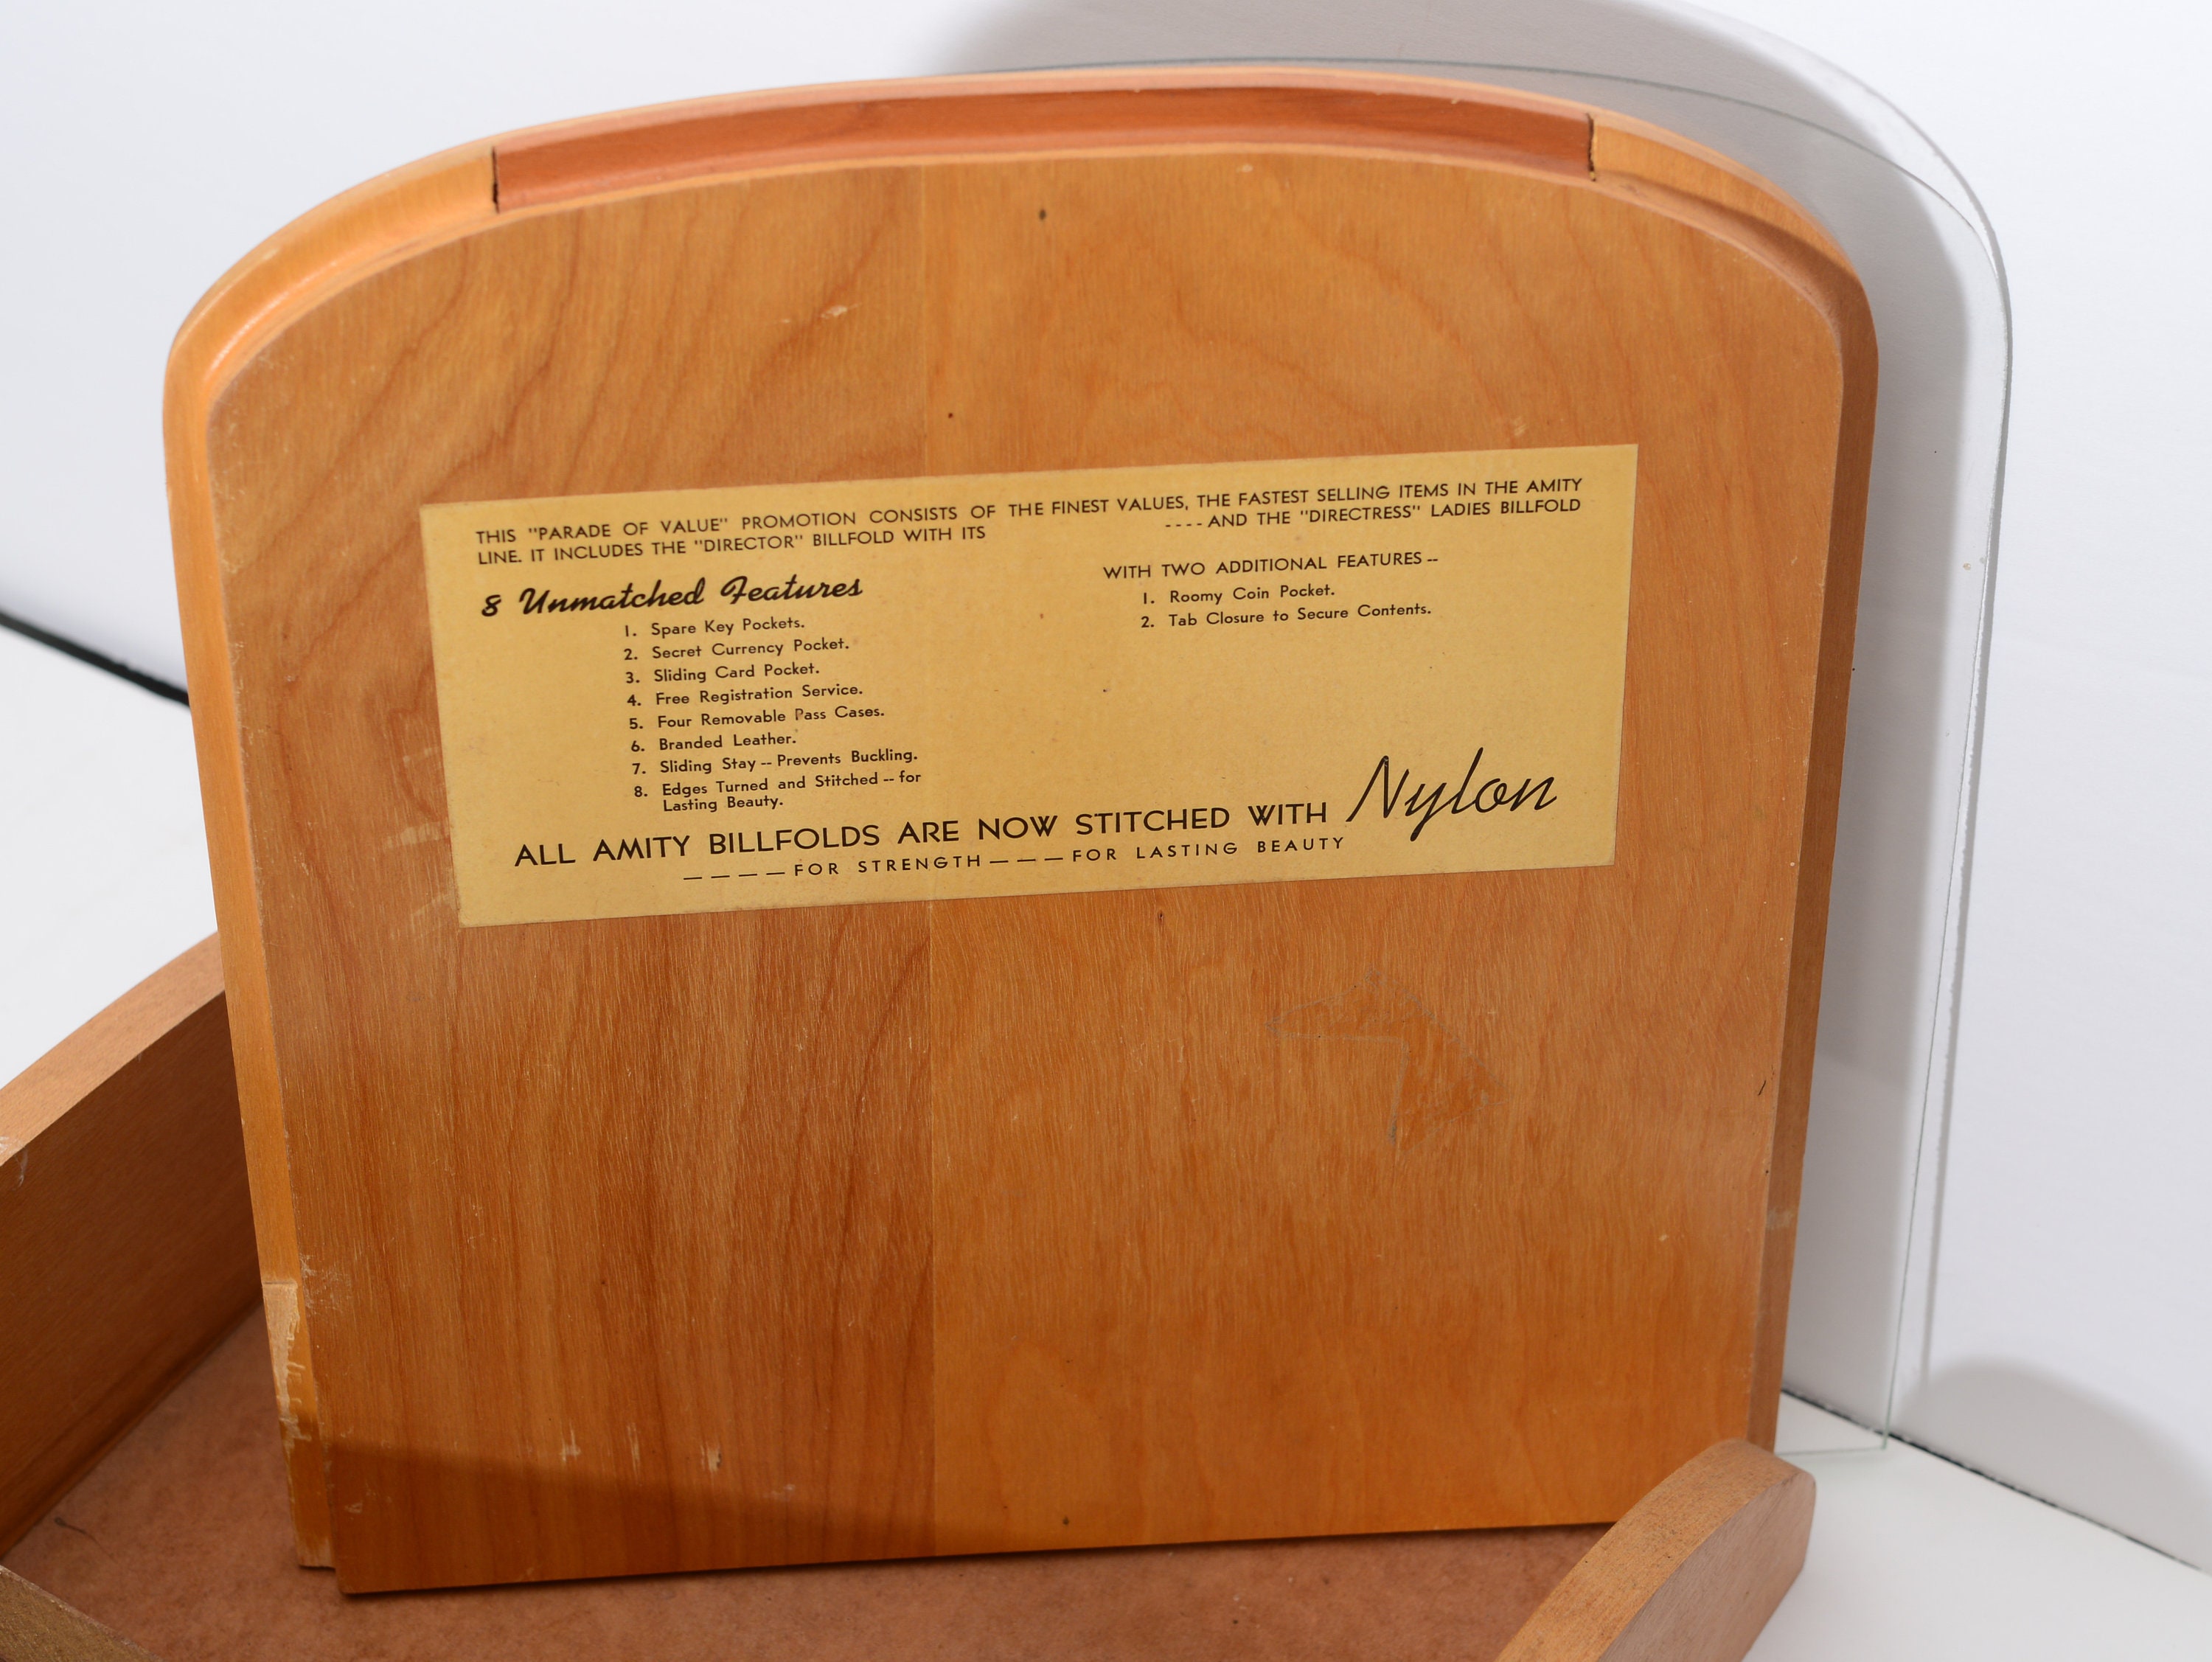 THIS "PARADE OF VALUE" PROMOTION CONSISTS OF THE FINEST VALUES, THE FASTEST SELLING ITEMS IN THE AMITY
LINE. IT INCLUDES THE "DIRECTOR" BILLFOLD WITH ITS
8 Unmatched Features
1. Spare Key Pockets.
2. Secret Currency Pocket.
3. Sliding Card Pocket.
4. Free Registration Service.
5. Four Removable Pass Cases.
6. Branded Leather.
7. Sliding Stay -- Prevents Buckling.
8. Edges Turned and Stitched -- for
Lasting Beauty.
---- AND THE "DIRECTRESS" LADIES BILLFOLD
WITH TWO ADDITIONAL FEATURES --
1. Roomy Coin Pocket.
2. Tab Closure to Secure Contents.
ALL AMITY BILLFOLDS ARE NOW STITCHED WITH Nylon
———— FOR STRENGTH ——— FOR LASTING BEAUTY